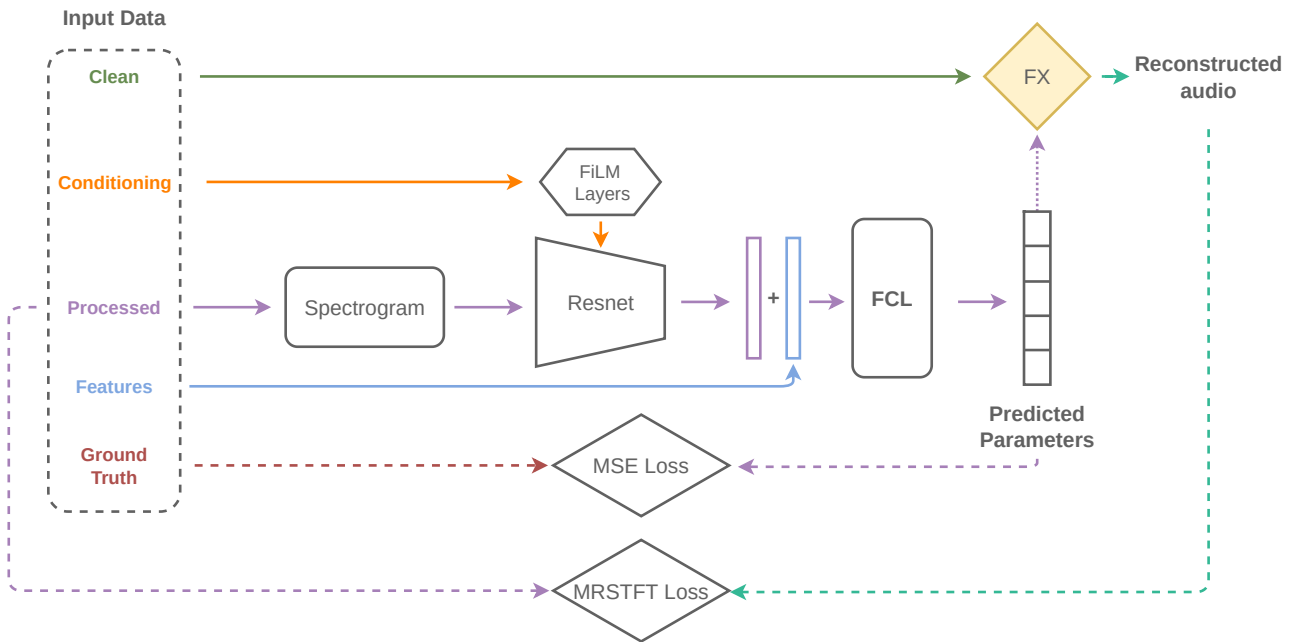 Input Data
Clean
FX
Reconstructed
audio
Conditioning
FiLM
Layers
Processed
Spectrogram
Resnet
+
FCL
Features
Predicted
Parameters
Ground
Truth
MSE Loss
MRSTFT Loss